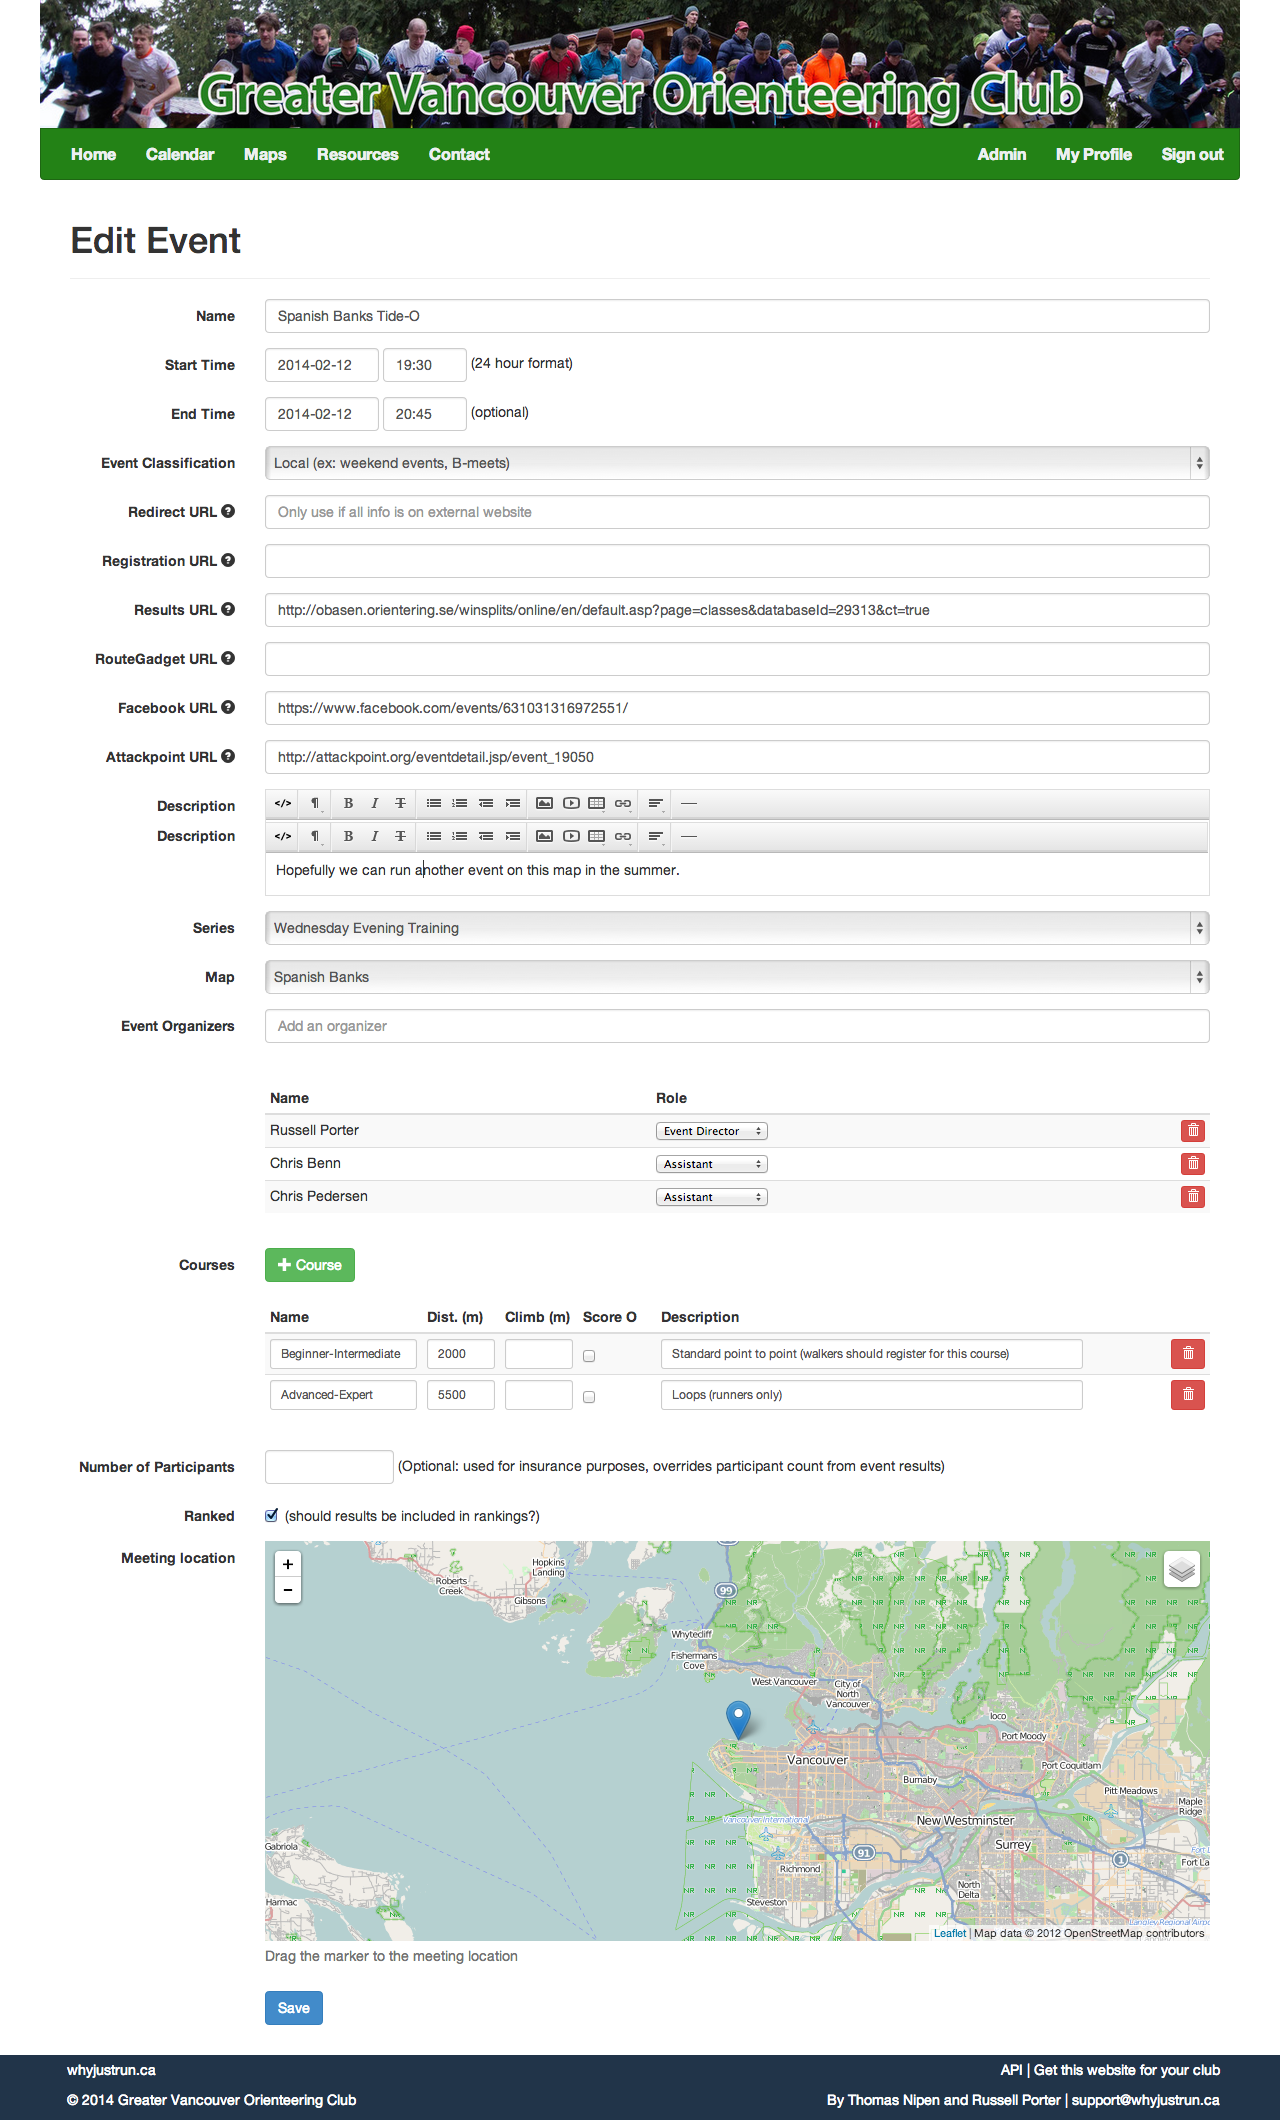 Greater Vancouver Orienteering Club
Home Calendar Maps Resources Contact Admin My Profile Sign out
Edit Event
Name Spanish Banks Tide-O
Start Time 2014-02-12 19:30 (24 hour format)
End Time 2014-02-12 20:45 (optional)
Event Classification Local (ex: weekend events, B-meets)
Redirect URL Only use if all info is on external website
Registration URL
Results URL http://obasen.orientering.se/winsplits/online/en/default.asp?page=classes&databaseId=29313&ct=true
RouteGadget URL
Facebook URL https://www.facebook.com/events/631031316972551/
Attackpoint URL http://attackpoint.org/eventdetail.jsp/event_19050
Description
Description
Hopefully we can run another event on this map in the summer.
Series Wednesday Evening Training
Map Spanish Banks
Event Organizers Add an organizer
Name Role
Russell Porter Event Director
Chris Benn Assistant
Chris Pedersen Assistant
Courses + Course
Name Dist. (m) Climb (m) Score O Description
Beginner-Intermediate 2000 Standard point to point (walkers should register for this course)
Advanced-Expert 5500 Loops (runners only)
Number of Participants (Optional: used for insurance purposes, overrides participant count from event results)
Ranked (should results be included in rankings?)
Meeting location
+
-
Hopkins
Landing
Roberts
Creek
Gibsons
99
Whytecliff
Fishermans
Cove
West Vancouver
City of
North
Vancouver
Ioco
Port Moody
Vancouver
Port Coquitlam
Burnaby
Pitt Meadows
Maple
Ridge
Vancouver International
New Westminster
Surrey
Gabriola
91
1
Richmond
Fort La
Harmac
Steveston
North
Delta
Langley Regional Airpo
Leaflet | Map data © 2012 OpenStreetMap contributors
Drag the marker to the meeting location
Save
whyjustrun.ca API | Get this website for your club
© 2014 Greater Vancouver Orienteering Club By Thomas Nipen and Russell Porter | support@whyjustrun.ca